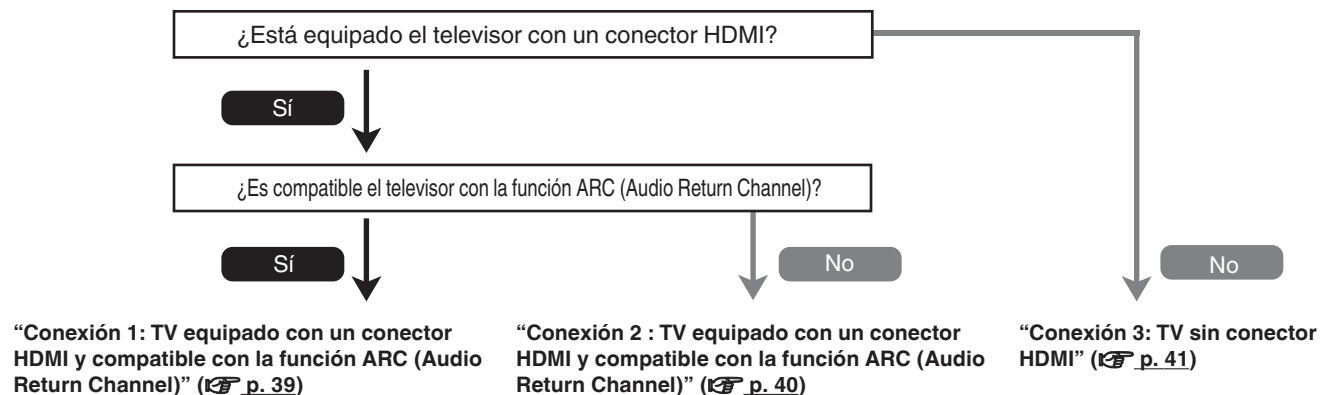 ¿Está equipado el televisor con un conector HDMI?
Sí
¿Es compatible el televisor con la función ARC (Audio Return Channel)?
Sí
No
No
“Conexión 1: TV equipado con un conector
HDMI y compatible con la función ARC (Audio
Return Channel)” (☞ p. 39)
“Conexión 2 : TV equipado con un conector
HDMI y compatible con la función ARC (Audio
Return Channel)” (☞ p. 40)
“Conexión 3: TV sin conector
HDMI” (☞ p. 41)